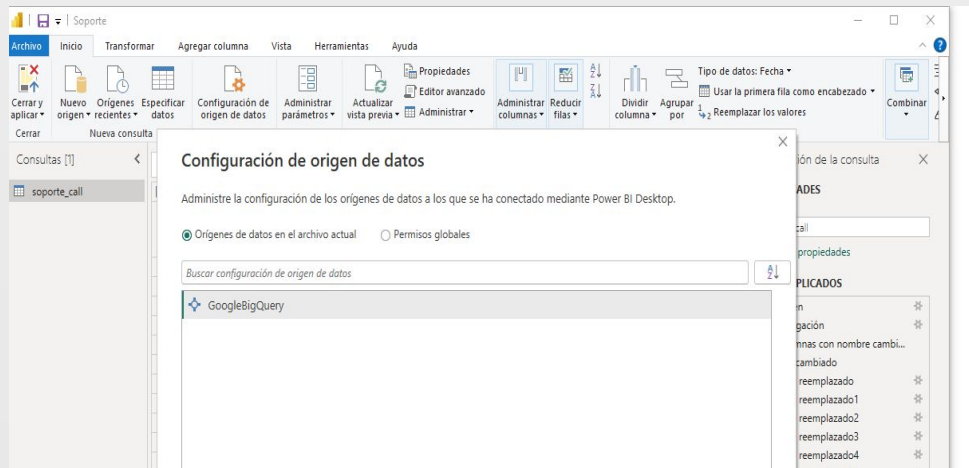 Soporte
Archivo Inicio Transformar Agregar columna Vista Herramientas Ayuda
Cerrar y aplicar
Nuevo origen
Orígenes recientes
Especificar datos
Configuración de origen de datos
Administrar parámetros
Actualizar vista previa
Propiedades
Editor avanzado
Administrar
Administrar columnas
Reducir filas
Dividir columna
Agrupar por
Tipo de datos: Fecha
Usar la primera fila como encabezado
Reemplazar los valores
Combinar
Cerrar
Nueva consulta
Consultas [1]
soporte_call
Configuración de origen de datos
Administre la configuración de los orígenes de datos a los que se ha conectado mediante Power BI Desktop.
Orígenes de datos en el archivo actual Permisos globales
Buscar configuración de origen de datos
GoogleBigQuery
ión de la consulta
ADES
call
propiedades
PLICADOS
n
gación
mnas con nombre cambi...
cambiado
reemplazado
reemplazado1
reemplazado2
reemplazado3
reemplazado4